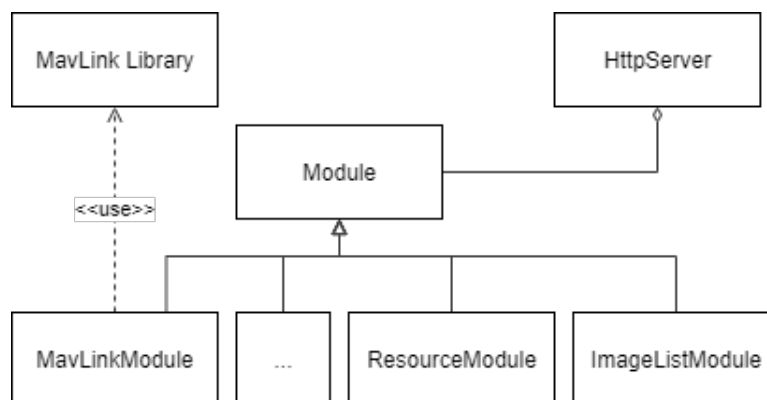 MavLink Library
HttpServer
Module
<<use>>
MavLinkModule
...
ResourceModule
ImageListModule